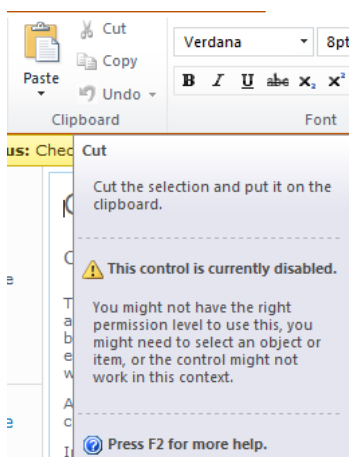 Cut
Copy
Undo
Paste
Clipboard
Verdana
8pt
B I U abc X₂ X²
Font
us: Chec
Cut
Cut the selection and put it on the
clipboard.
This control is currently disabled.
You might not have the right
permission level to use this, you
might need to select an object or
item, or the control might not
work in this context.
Press F2 for more help.